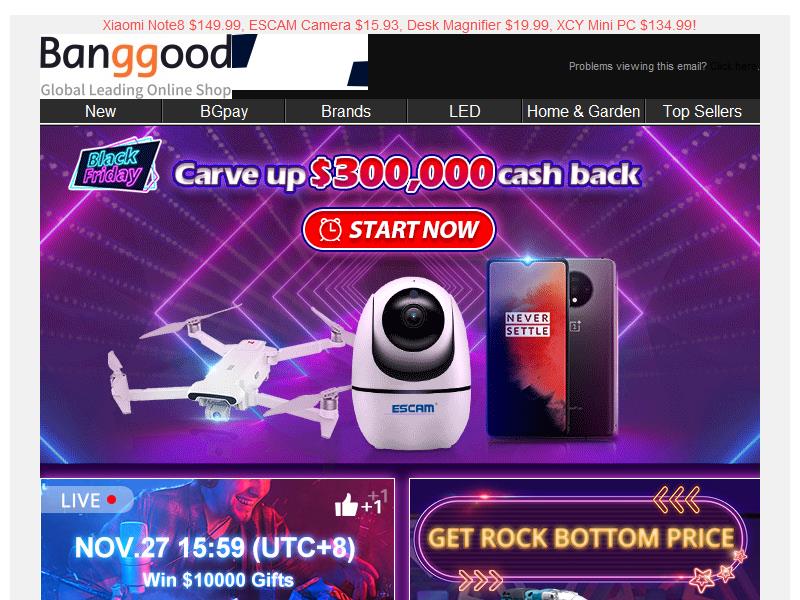 Xiaomi Note8 $149.99, ESCAM Camera $15.93, Desk Magnifier $19.99, XCY Mini PC $134.99!
Banggood
Global Leading Online Shop
Problems viewing this email? Click here.
New BGpay Brands LED Home & Garden Top Sellers
Black Friday
Carve up $300,000 cash back
START NOW
NEVER
SETTLE
ESCAM
LIVE
+1
+1
NOV.27 15:59 (UTC+8)
Win $10000 Gifts
GET ROCK BOTTOM PRICE